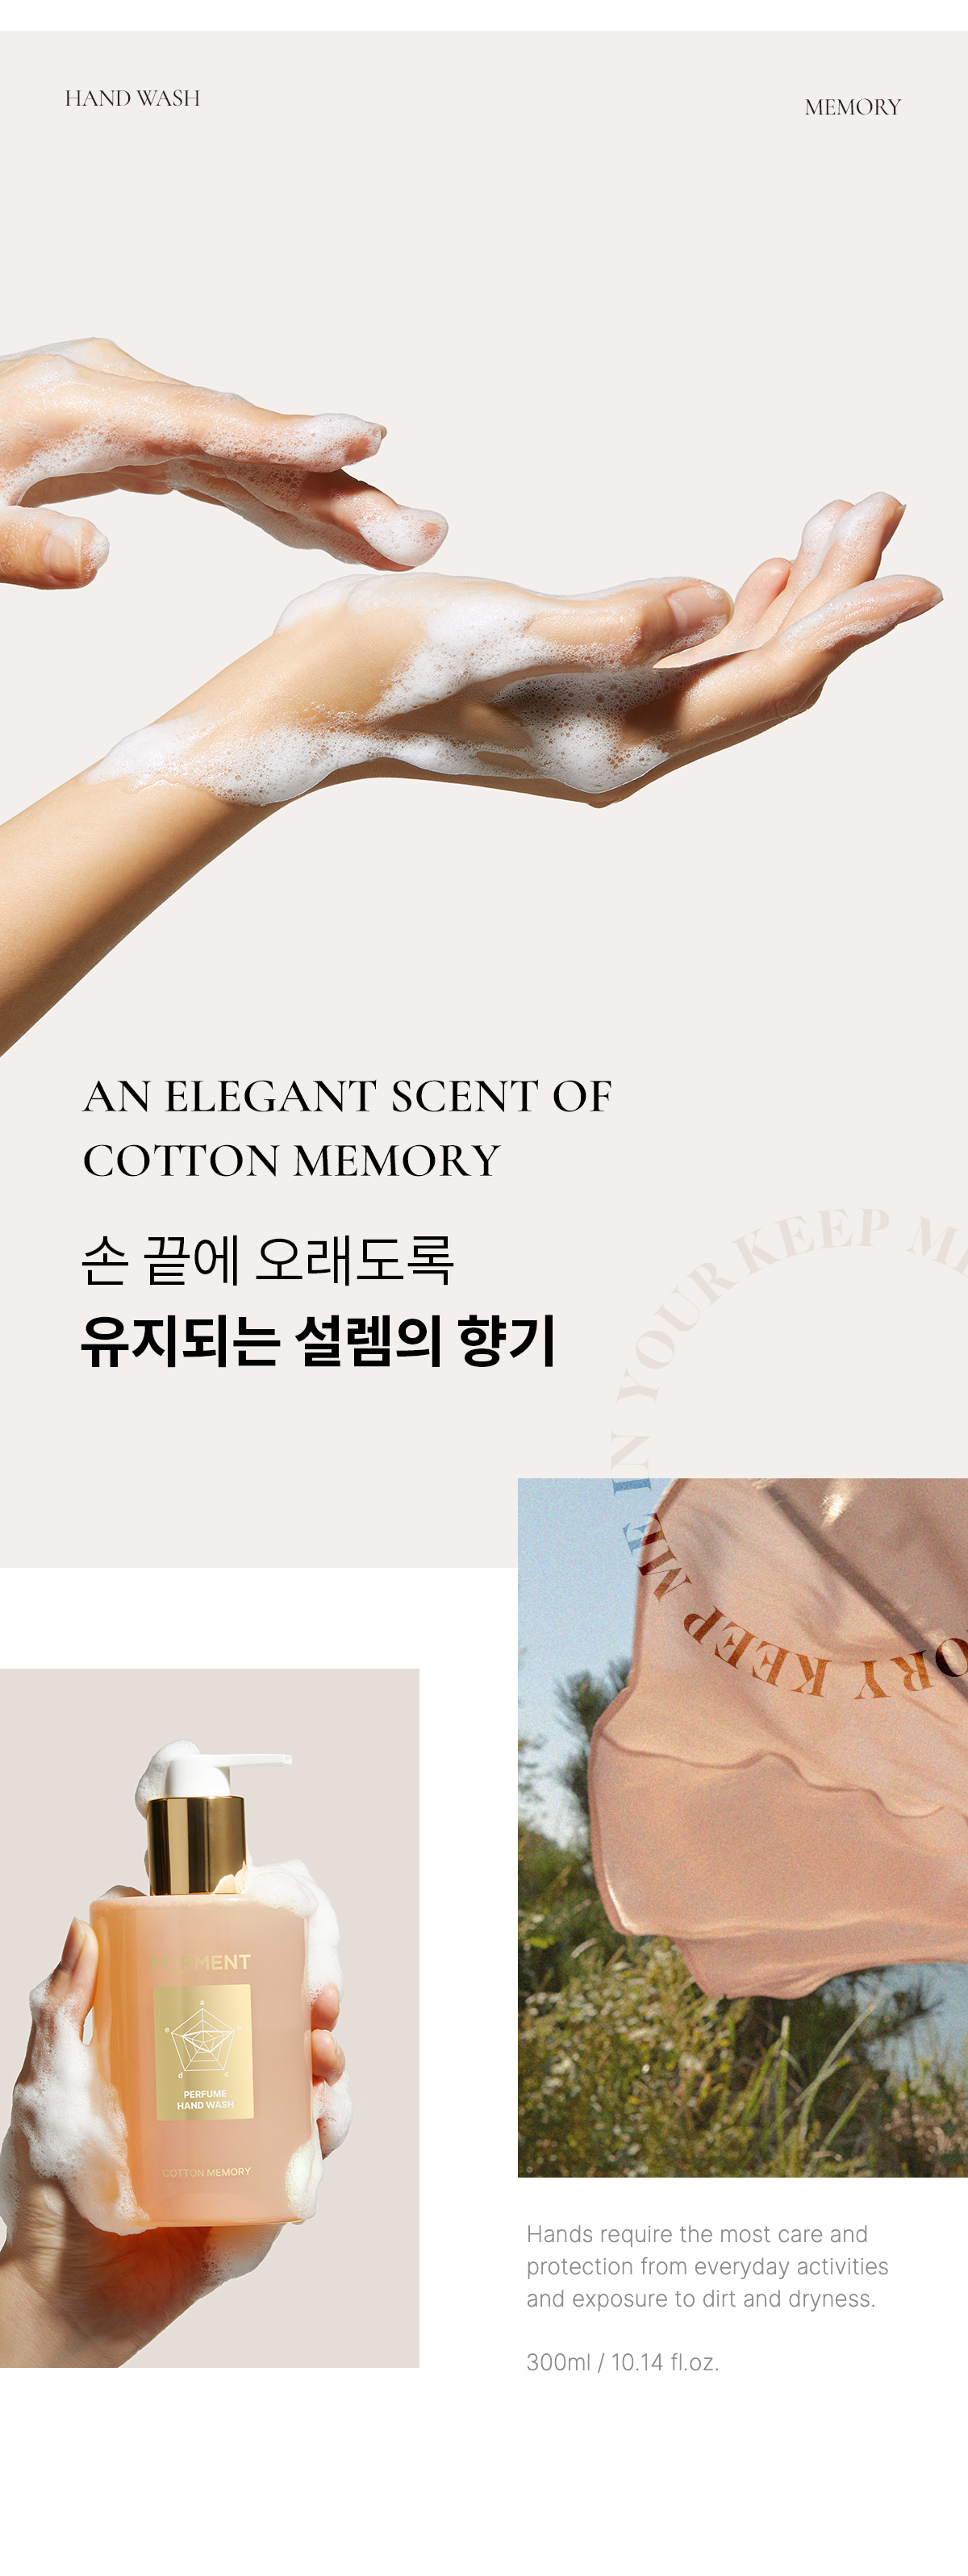 HAND WASH
MEMORY
AN ELEGANT SCENT OF
COTTON MEMORY
손 끝에 오래도록
유지되는 설렘의 향기
KEEP ME IN YOUR KEEP
ORY
a
b
c
d
e
PERFUME
HAND WASH
COTTON MEMORY
Hands require the most care and
protection from everyday activities
and exposure to dirt and dryness.
300ml / 10.14 fl.oz.